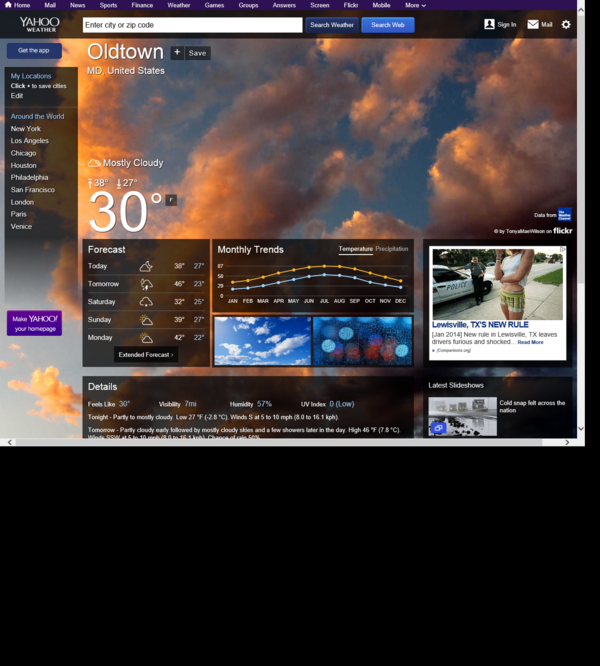 Home Mail News Sports Finance Weather Games Groups Answers Screen Flickr Mobile More
YAHOO
WEATHER
Enter city or zip code
Search Weather
Search Web
Sign In
Mail
Get the app
Oldtown
+ Save
MD, United States
My Locations
Click + to save cities
Edit
Around the World
New York
Los Angeles
Chicago
Houston
Philadelphia
San Francisco
London
Paris
Venice
Make YAHOO!
your homepage
Mostly Cloudy
38° 27°
30° F
Data from The Weather Channel
© by TonyaMaeWilson on flickr
Forecast
Today 38° 27°
Tomorrow 46° 23°
Saturday 32° 25°
Sunday 39° 27°
Monday 42° 22°
Extended Forecast ›
Monthly Trends
Temperature Precipitation
87
58
29
0
JAN FEB MAR APR MAY JUN JUL AUG SEP OCT NOV DEC
POLICE
Lewisville, TX'S NEW RULE
[Jan 2014] New rule in Lewisville, TX leaves
drivers furious and shocked... Read More
(Comparisons.org)
Details
Feels Like 30° Visibility 7mi Humidity 57% UV Index 0 (Low)
Tonight - Partly to mostly cloudy. Low 27 °F (-2.8 °C). Winds S at 5 to 10 mph (8.0 to 16.1 kph).
Tomorrow - Partly cloudy early followed by mostly cloudy skies and a few showers later in the day. High 46 °F (7.8 °C).
Winds SSW at 5 to 10 mph (8.0 to 16.1 kph). Chance of rain 50%.
Latest Slideshows
Cold snap felt across the
nation